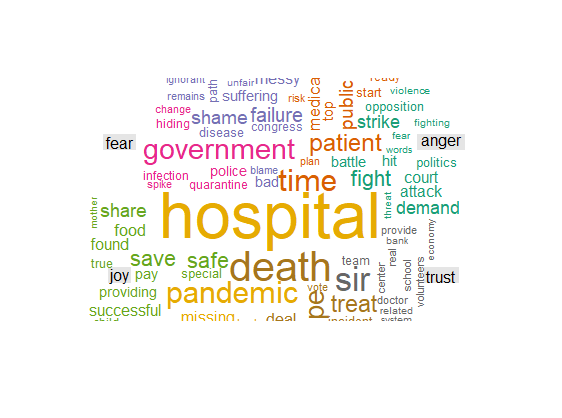 ignorant unfair messy ready
remains path suffering risk medica top public start violence
change shame failure opposition
hiding disease congress strike fighting
fear government patient fear anger
words
infection police blame plan battle hit politics
spike quarantine bad time fight court
mother share hospital threat attack
food demand
found provide
bank economy
true save safe death team center real
joy pay special sir school volunteers trust
providing pandemic vote doctor
successful treat related
missing deal incident system
child